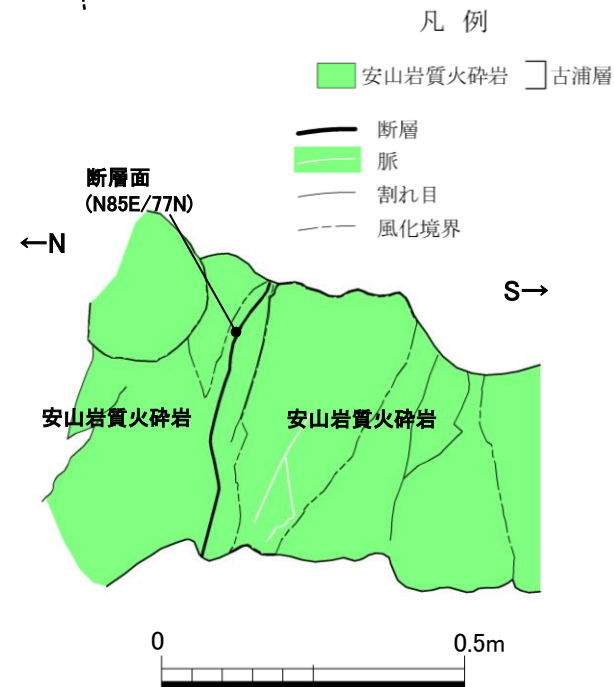 凡 例
安山岩質火砕岩 古浦層
断層
脈
割れ目
風化境界
断層面
(N85E/77N)
←N
S→
安山岩質火砕岩 安山岩質火砕岩
0 0.5m